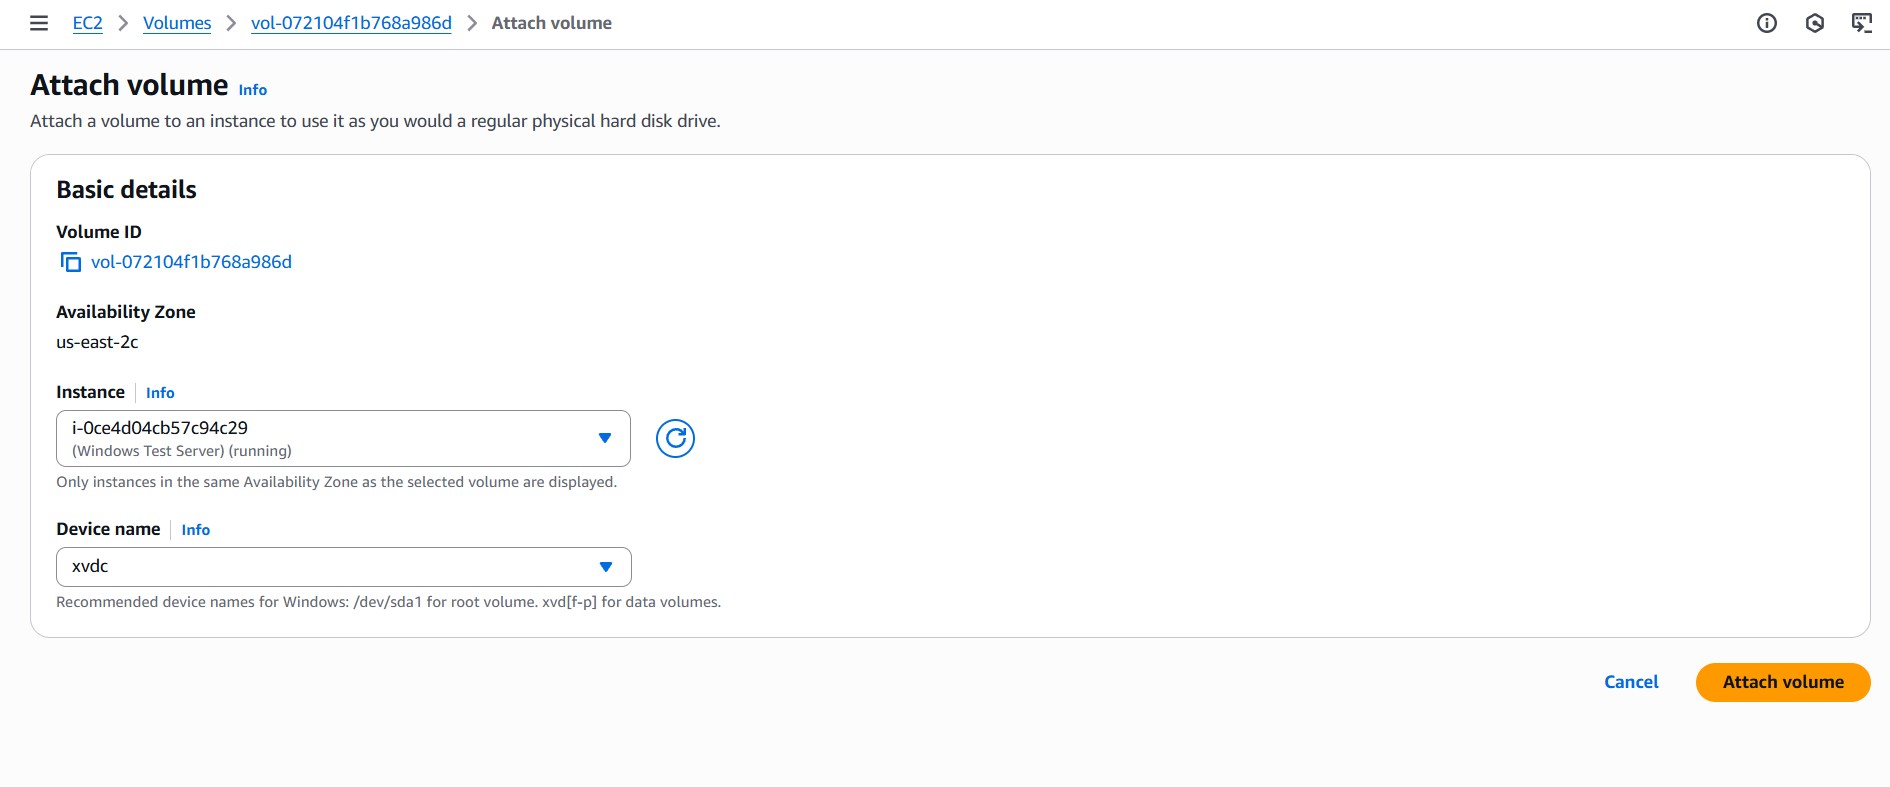 EC2 > Volumes > vol-072104f1b768a986d > Attach volume
Attach volume Info
Attach a volume to an instance to use it as you would a regular physical hard disk drive.
Basic details
Volume ID
vol-072104f1b768a986d
Availability Zone
us-east-2c
Instance | Info
i-0ce4d04cb57c94c29
(Windows Test Server) (running)
Only instances in the same Availability Zone as the selected volume are displayed.
Device name | Info
xvdc
Recommended device names for Windows: /dev/sda1 for root volume. xvd[f-p] for data volumes.
Cancel Attach volume